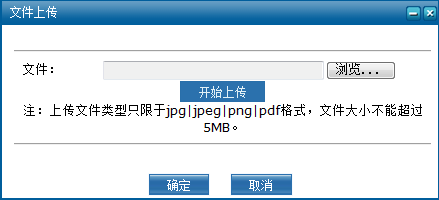 文件上传
文件： 浏览...
开始上传
注：上传文件类型只限于jpg|jpeg|png|pdf格式，文件大小不能超过
5MB。
确定 取消